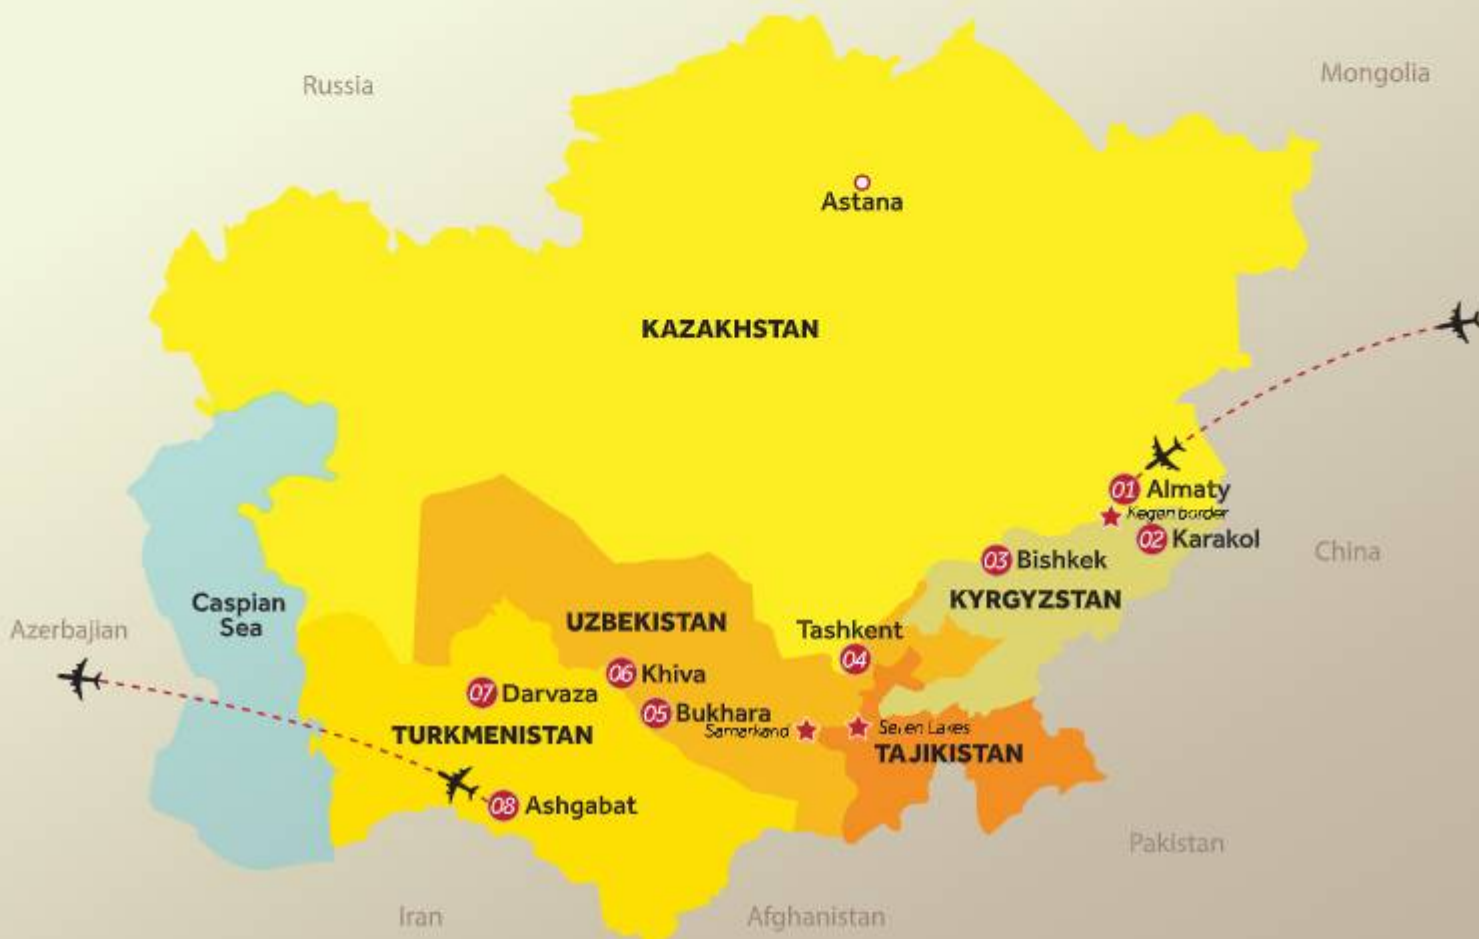 Russia
Mongolia
Astana
KAZAKHSTAN
01 Almaty
Kegen border
02 Karakol
03 Bishkek
China
KYRGYZSTAN
Caspian
Sea
UZBEKISTAN
Tashkent
04
Azerbajian
06 Khiva
07 Darvaza
05 Bukhara
Samarkand
Seven Lakes
TURKMENISTAN
TAJIKISTAN
08 Ashgabat
Pakistan
Iran
Afghanistan